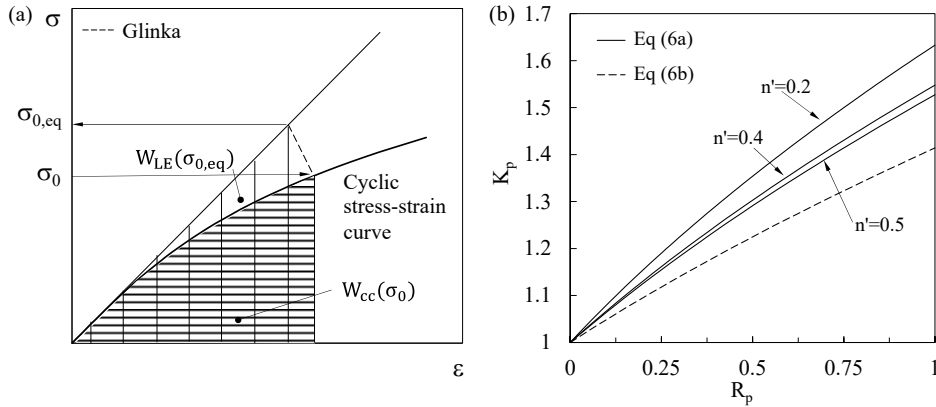 (a)
σ
Glinka
σ0,eq
WLE(σ0,eq)
σ0
Cyclic
stress-strain
curve
Wcc(σ0)
ε
(b)
1.7
Eq (6a)
1.6
Eq (6b)
n'=0.2
1.5
n'=0.4
Kp
1.4
1.3
n'=0.5
1.2
1.1
1
0
0.25
0.5
0.75
1
Rp